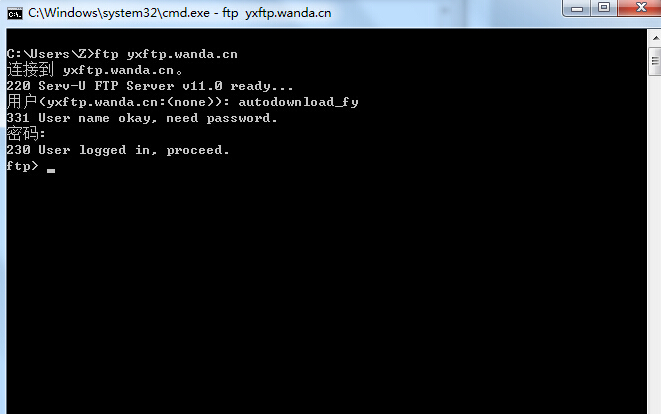 C:\Windows\system32\cmd.exe - ftp  yxftp.wanda.cn
C:\Users\Z>ftp yxftp.wanda.cn
连接到 yxftp.wanda.cn。
220 Serv-U FTP Server v11.0 ready...
用户(yxftp.wanda.cn:(none)): autodownload_fy
331 User name okay, need password.
密码:
230 User logged in, proceed.
ftp>